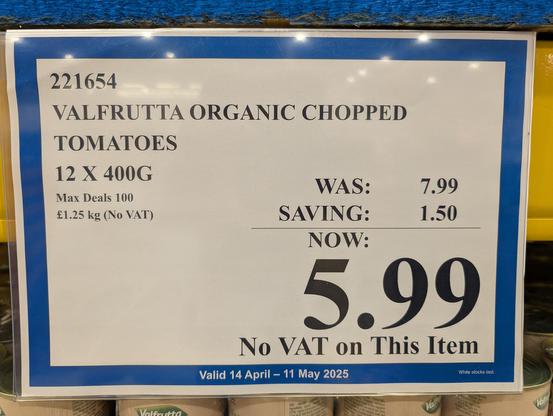 221654
VALFRUTTA ORGANIC CHOPPED
TOMATOES
12 X 400G
Max Deals 100
£1.25 kg (No VAT)
WAS: 7.99
SAVING: 1.50
NOW:
5.99
No VAT on This Item
Valid 14 April – 11 May 2025
While stocks last.
Valfrutta